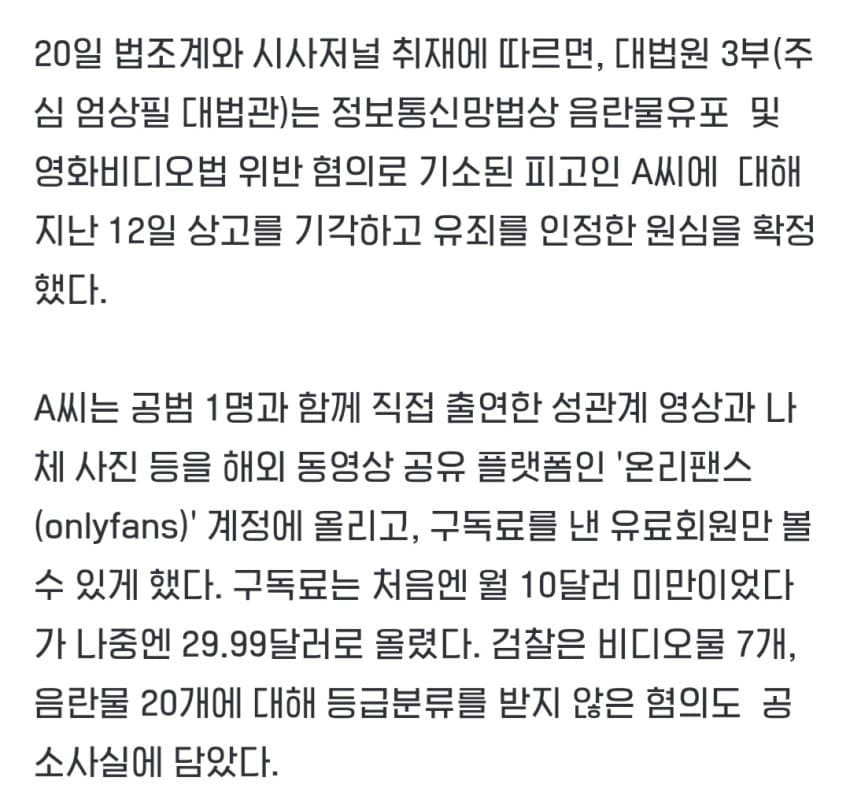 20일 법조계와 시사저널 취재에 따르면, 대법원 3부(주
심 엄상필 대법관)는 정보통신망법상 음란물유포 및
영화비디오법 위반 혐의로 기소된 피고인 A씨에 대해
지난 12일 상고를 기각하고 유죄를 인정한 원심을 확정
했다.
A씨는 공범 1명과 함께 직접 출연한 성관계 영상과 나
체 사진 등을 해외 동영상 공유 플랫폼인 '온리팬스
(onlyfans)' 계정에 올리고, 구독료를 낸 유료회원만 볼
수 있게 했다. 구독료는 처음엔 월 10달러 미만이었다
가 나중엔 29.99달러로 올렸다. 검찰은 비디오물 7개,
음란물 20개에 대해 등급분류를 받지 않은 혐의도 공
소사실에 담았다.